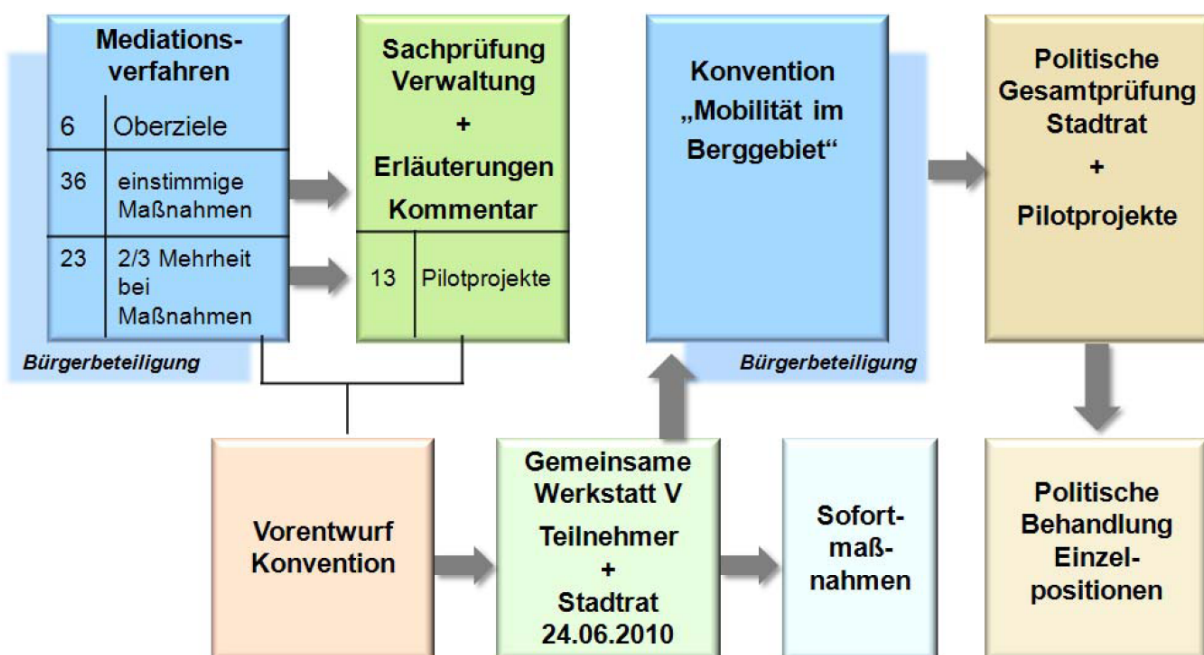 Mediations-
verfahren
6 Oberziele
36 einstimmige
Maßnahmen
23 2/3 Mehrheit
bei
Maßnahmen
Bürgerbeteiligung
Sachprüfung
Verwaltung
+
Erläuterungen
Kommentar
13 Pilotprojekte
Konvention
„Mobilität im
Berggebiet“
Bürgerbeteiligung
Politische
Gesamtprüfung
Stadtrat
+
Pilotprojekte
Vorentwurf
Konvention
Gemeinsame
Werkstatt V
Teilnehmer
+
Stadtrat
24.06.2010
Sofort-
maß-
nahmen
Politische
Behandlung
Einzel-
positionen